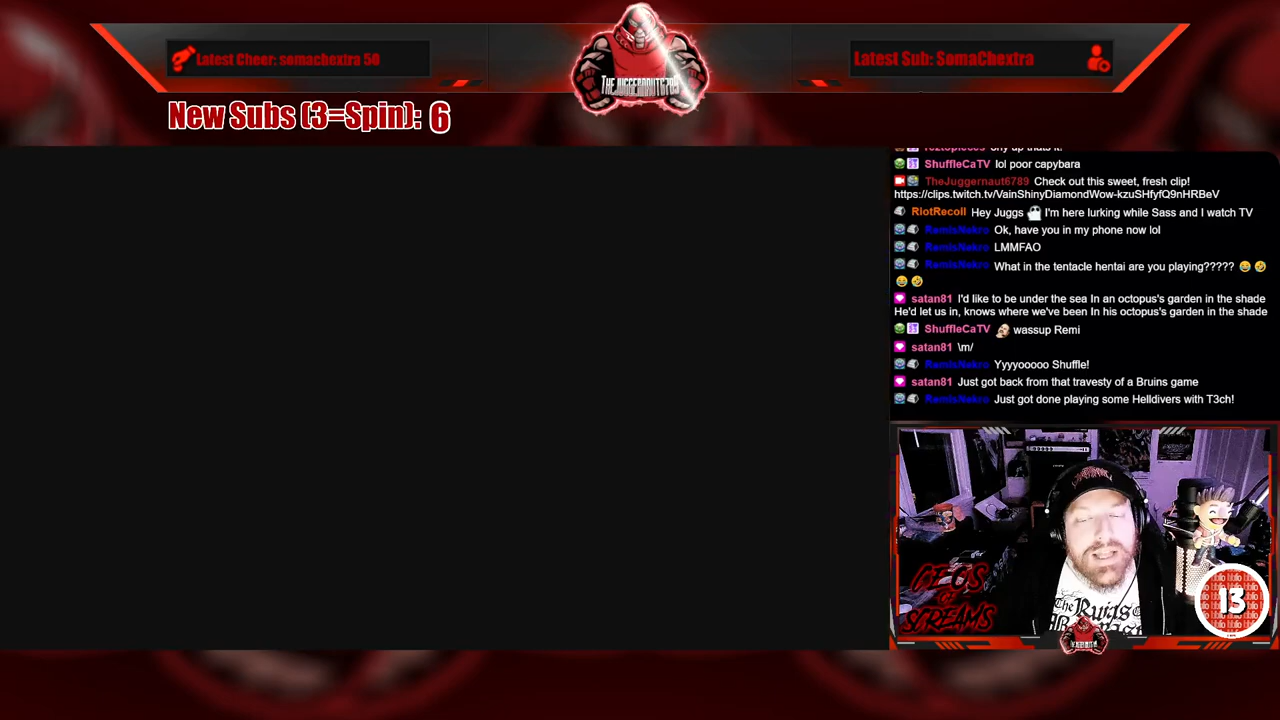 Latest Cheer: somachextra 50
THEJUGGERNAUT6789
Latest Sub: SomaChextra
New Subs (3=Spin): 6
ShuffleCaTV lol poor capybara
TheJuggernaut6789 Check out this sweet, fresh clip!
https://clips.twitch.tv/VainShinyDiamondWow-kzuSHfyfQ9nHRBeV
RiotRecoil Hey Juggs I'm here lurking while Sass and I watch TV
RemisNekro Ok, have you in my phone now lol
RemisNekro LMMFAO
RemisNekro What in the tentacle hentai are you playing????? 😂 🤣
😂 🤣
satan81 I'd like to be under the sea In an octopus's garden in the shade
He'd let us in, knows where we've been In his octopus's garden in the shade
ShuffleCaTV wassup Remi
satan81 \m/
RemisNekro Yyyyooooo Shuffle!
satan81 Just got back from that travesty of a Bruins game
RemisNekro Just got done playing some Helldivers with T3ch!
OF
SCREAMS
The Ruins
13